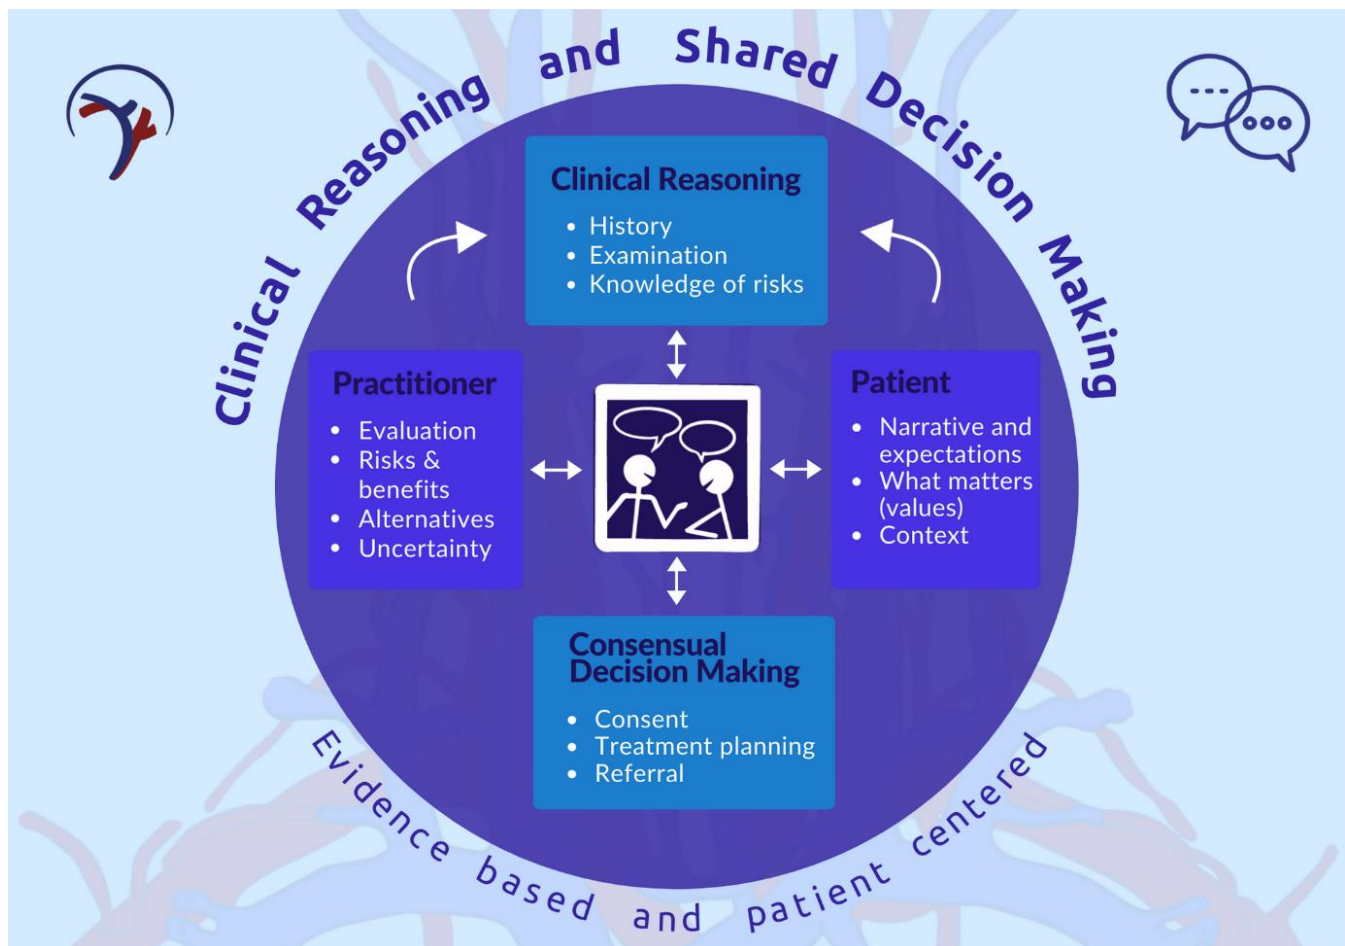 Clinical Reasoning and Shared Decision Making
Clinical Reasoning
• History
• Examination
• Knowledge of risks
Practitioner
• Evaluation
• Risks &
benefits
• Alternatives
• Uncertainty
Patient
• Narrative and
expectations
• What matters
(values)
• Context
Consensual
Decision Making
• Consent
• Treatment planning
• Referral
Evidence based and patient centered